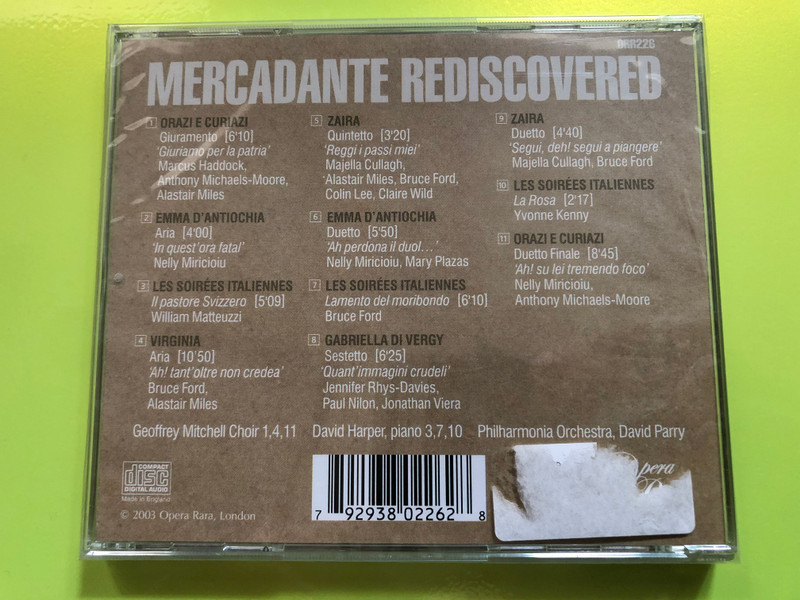 ORR226
MERCADANTE REDISCOVERED
1 ORAZI E CURIAZI
Giuramento [6'10]
'Giuriamo per la patria'
Marcus Haddock,
Anthony Michaels-Moore,
Alastair Miles
2 EMMA D'ANTIOCHIA
Aria [4'00]
'In quest'ora fatal'
Nelly Miricioiu
3 LES SOIRÉES ITALIENNES
Il pastore Svizzero [5'09]
William Matteuzzi
4 VIRGINIA
Aria [10'50]
'Ah! tant'oltre non credea'
Bruce Ford,
Alastair Miles
5 ZAIRA
Quintetto [3'20]
'Reggi i passi miei'
Majella Cullagh,
Alastair Miles, Bruce Ford,
Colin Lee, Claire Wild
6 EMMA D'ANTIOCHIA
Duetto [5'50]
'Ah perdona il duol...'
Nelly Miricioiu, Mary Plazas
7 LES SOIRÉES ITALIENNES
Lamento del moribondo [6'10]
Bruce Ford
8 GABRIELLA DI VERGY
Sestetto [6'25]
'Quant'immagini crudeli'
Jennifer Rhys-Davies,
Paul Nilon, Jonathan Viera
9 ZAIRA
Duetto [4'40]
'Segui, deh! segui a piangere'
Majella Cullagh, Bruce Ford
10 LES SOIRÉES ITALIENNES
La Rosa [2'17]
Yvonne Kenny
11 ORAZI E CURIAZI
Duetto Finale [8'45]
'Ah! su lei tremendo foco'
Nelly Miricioiu,
Anthony Michaels-Moore
Geoffrey Mitchell Choir 1,4,11 David Harper, piano 3,7,10 Philharmonia Orchestra, David Parry
COMPACT
disc
DIGITAL AUDIO
Made in England
© 2003 Opera Rara, London
7 92938 02262 8
Opera